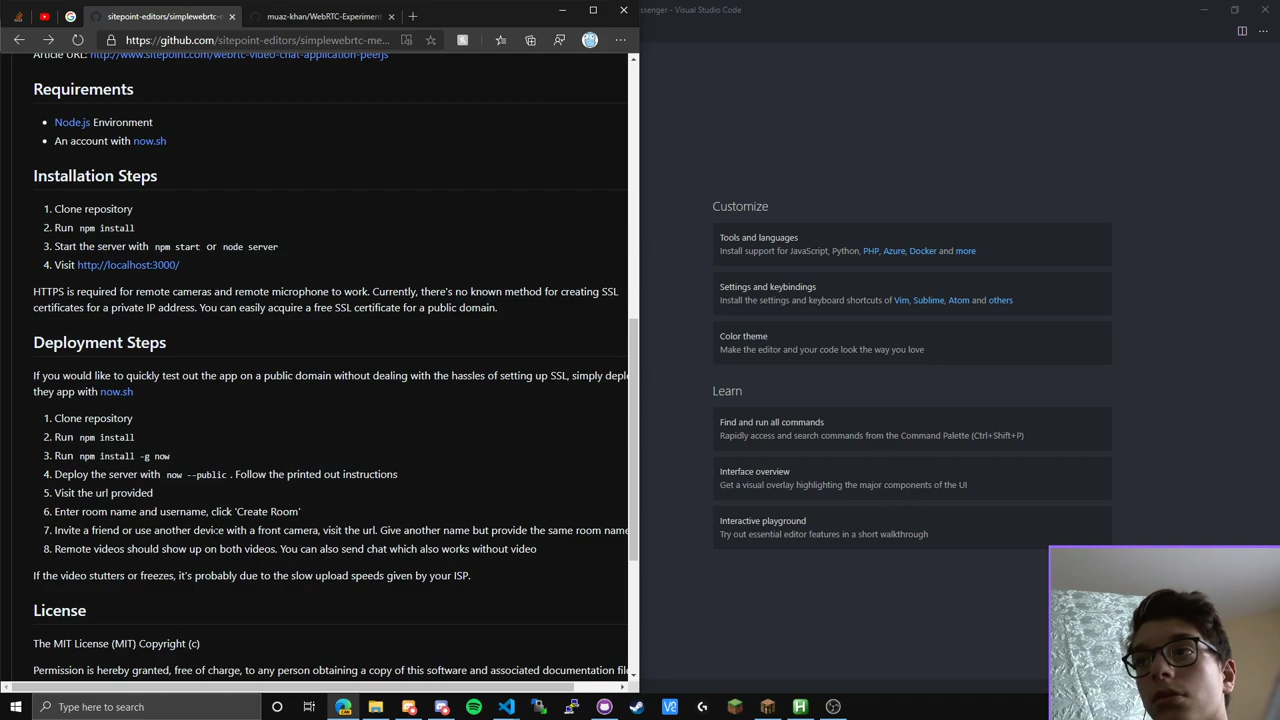 sitepoint-editors/simplewebrtc-m
muaz-khan/WebRTC-Experiment
ssenger - Visual Studio Code
https://github.com/sitepoint-editors/simplewebrtc-me...
Article URL: http://www.sitepoint.com/webrtc-video-chat-application-peerjs
Requirements
• Node.js Environment
• An account with now.sh
Installation Steps
1. Clone repository
2. Run npm install
3. Start the server with npm start or node server
4. Visit http://localhost:3000/
HTTPS is required for remote cameras and remote microphone to work. Currently, there's no known method for creating SSL
certificates for a private IP address. You can easily acquire a free SSL certificate for a public domain.
Deployment Steps
If you would like to quickly test out the app on a public domain without dealing with the hassles of setting up SSL, simply deplo
they app with now.sh
1. Clone repository
2. Run npm install
3. Run npm install -g now
4. Deploy the server with now --public . Follow the printed out instructions
5. Visit the url provided
6. Enter room name and username, click 'Create Room'
7. Invite a friend or use another device with a front camera, visit the url. Give another name but provide the same room name
8. Remote videos should show up on both videos. You can also send chat which also works without video
If the video stutters or freezes, it's probably due to the slow upload speeds given by your ISP.
License
The MIT License (MIT) Copyright (c)
Permission is hereby granted, free of charge, to any person obtaining a copy of this software and associated documentation file
Customize
Tools and languages
Install support for JavaScript, Python, PHP, Azure, Docker and more
Settings and keybindings
Install the settings and keyboard shortcuts of Vim, Sublime, Atom and others
Color theme
Make the editor and your code look the way you love
Learn
Find and run all commands
Rapidly access and search commands from the Command Palette (Ctrl+Shift+P)
Interface overview
Get a visual overlay highlighting the major components of the UI
Interactive playground
Try out essential editor features in a short walkthrough
Type here to search